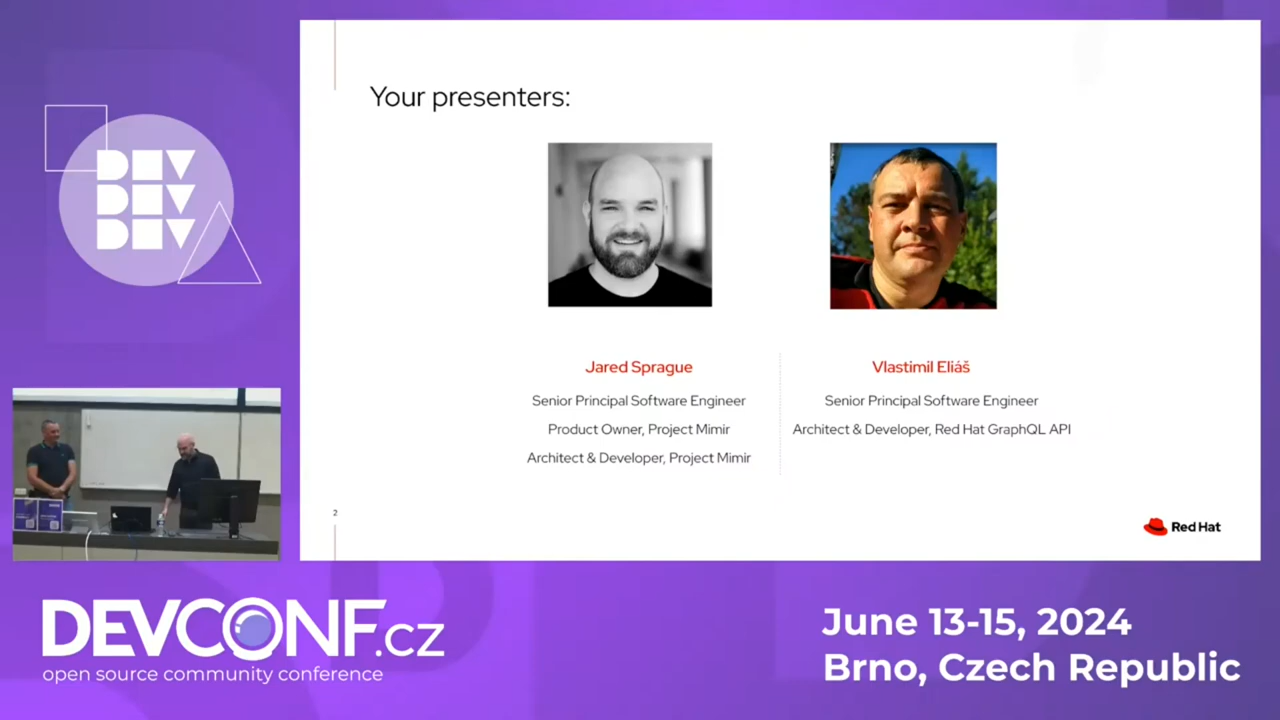 DEV
DEV
DEV
Your presenters:
Jared Sprague
Senior Principal Software Engineer
Product Owner, Project Mimir
Architect & Developer, Project Mimir
Vlastimil Eliáš
Senior Principal Software Engineer
Architect & Developer, Red Hat GraphQL API
2
Red Hat
DEVCONF.cz
open source community conference
June 13-15, 2024
Brno, Czech Republic